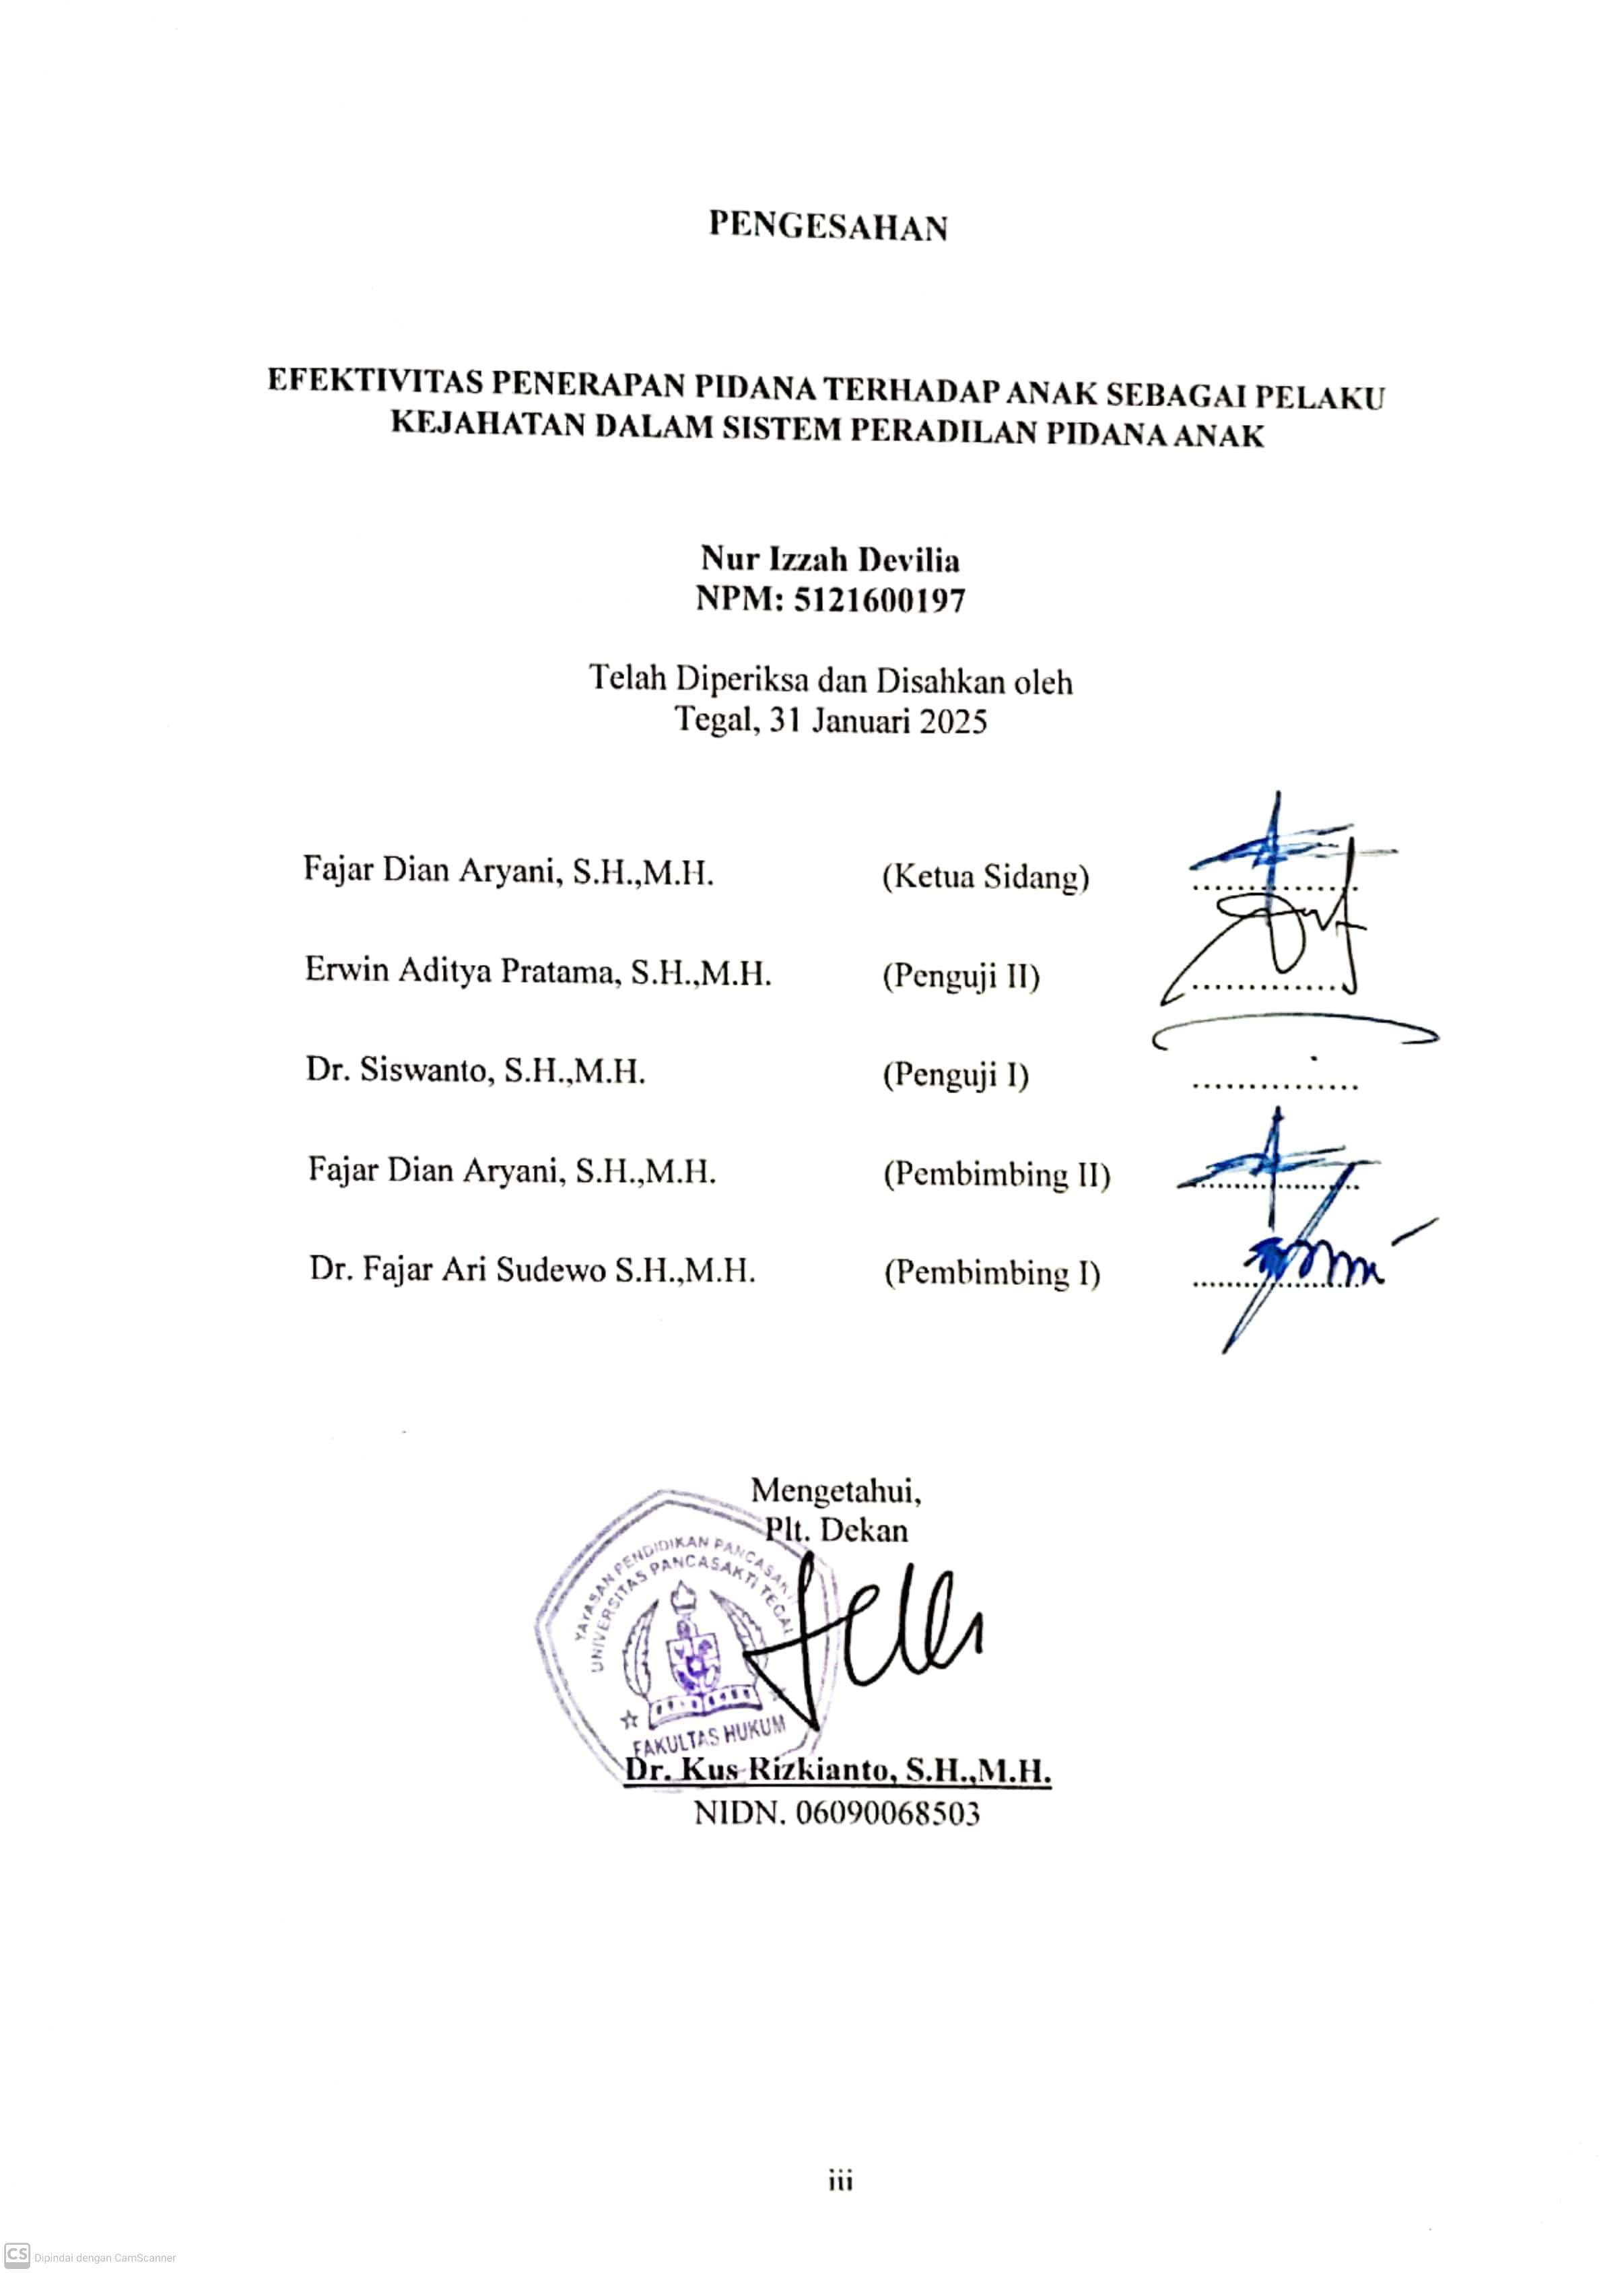 PENGESAHAN
EFEKTIVITAS PENERAPAN PIDANA TERHADAP ANAK SEBAGAI PELAKU
KEJAHATAN DALAM SISTEM PERADILAN PIDANA ANAK
Nur Izzah Devilia
NPM: 5121600197
Telah Diperiksa dan Disahkan oleh
Tegal, 31 Januari 2025
Fajar Dian Aryani, S.H.,M.H. (Ketua Sidang) ...............
Erwin Aditya Pratama, S.H.,M.H. (Penguji II) ...............
Dr. Siswanto, S.H.,M.H. (Penguji I) ...............
Fajar Dian Aryani, S.H.,M.H. (Pembimbing II) ...............
Dr. Fajar Ari Sudewo S.H.,M.H. (Pembimbing I) ...............
Mengetahui,
Plt. Dekan
YAYASAN PENDIDIKAN PANCASAKTI
UNIVERSITAS PANCASAKTI TEGAL
FAKULTAS HUKUM
Dr. Kus Rizkianto, S.H.,M.H.
NIDN. 06090068503
iii
CS Dipindai dengan CamScanner